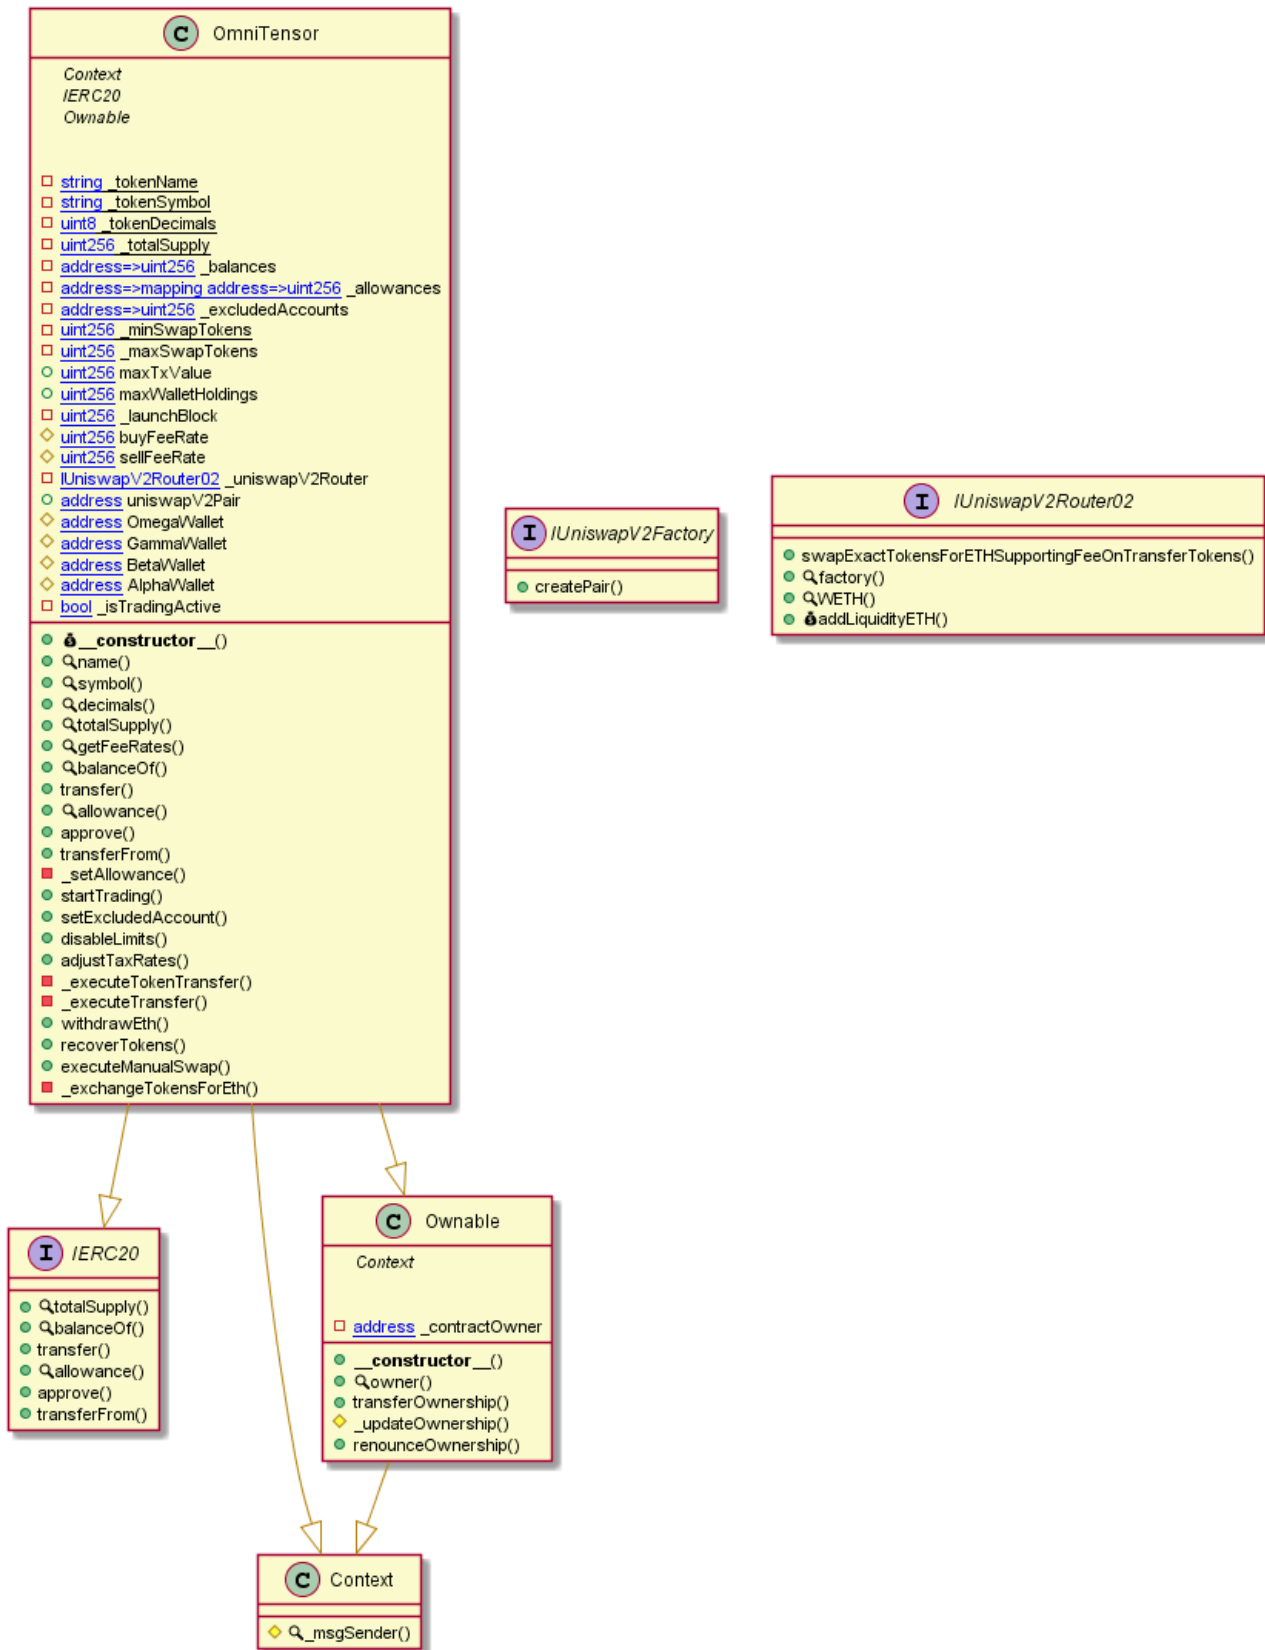 C OmniTensor
Context
IERC20
Ownable
string _tokenName
string _tokenSymbol
uint8 _tokenDecimals
uint256 _totalSupply
address=>uint256 _balances
address=>mapping address=>uint256 _allowances
address=>uint256 _excludedAccounts
uint256 _minSwapTokens
uint256 _maxSwapTokens
uint256 maxTxValue
uint256 maxWalletHoldings
uint256 _launchBlock
uint256 buyFeeRate
uint256 sellFeeRate
IUniswapV2Router02 _uniswapV2Router
address uniswapV2Pair
address OmegaWallet
address GammaWallet
address BetaWallet
address AlphaWallet
bool _isTradingActive
__constructor__()
name()
symbol()
decimals()
totalSupply()
getFeeRates()
balanceOf()
transfer()
allowance()
approve()
transferFrom()
_setAllowance()
startTrading()
setExcludedAccount()
disableLimits()
adjustTaxRates()
_executeTokenTransfer()
_executeTransfer()
withdrawEth()
recoverTokens()
executeManualSwap()
_exchangeTokensForEth()
I IUniswapV2Factory
createPair()
I IUniswapV2Router02
swapExactTokensForETHSupportingFeeOnTransferTokens()
factory()
WETH()
addLiquidityETH()
I IERC20
totalSupply()
balanceOf()
transfer()
allowance()
approve()
transferFrom()
C Ownable
Context
address _contractOwner
__constructor__()
owner()
transferOwnership()
_updateOwnership()
renounceOwnership()
C Context
_msgSender()